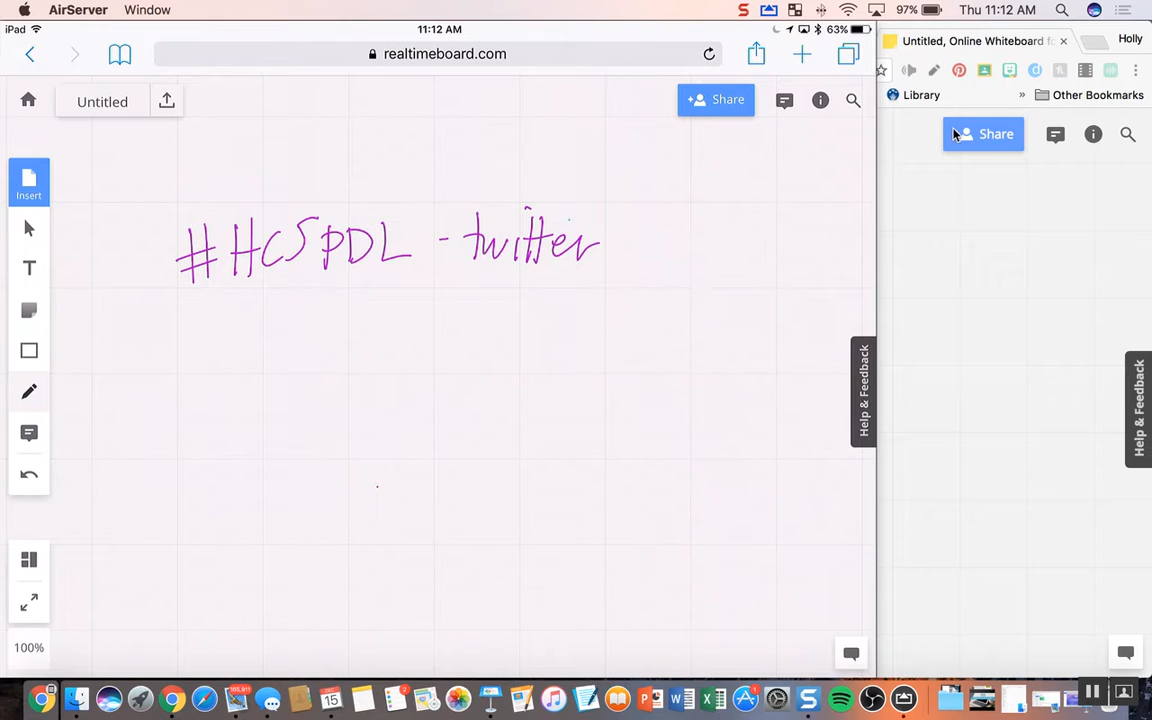 AirServer Window 97% Thu 11:12 AM
iPad 11:12 AM 63%
realtimeboard.com
Untitled, Online Whiteboard fo Holly
Library » Other Bookmarks
Untitled Share
Share
Insert
T
#HCSPDL - twitter
Help & Feedback
Help & Feedback
100%